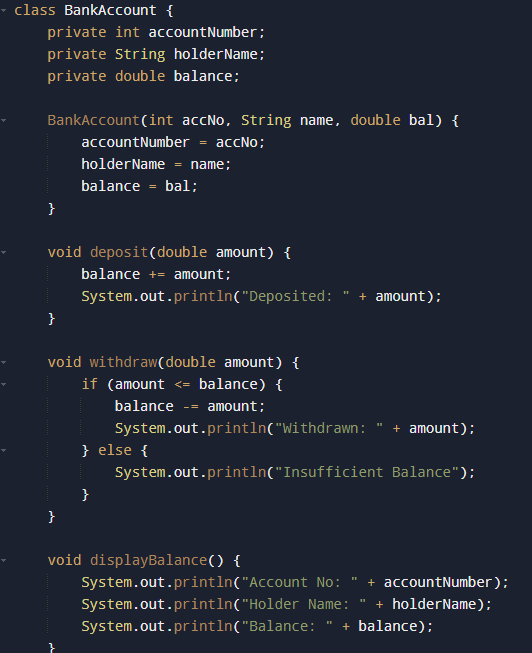 class BankAccount {
    private int accountNumber;
    private String holderName;
    private double balance;

    BankAccount(int accNo, String name, double bal) {
        accountNumber = accNo;
        holderName = name;
        balance = bal;
    }

    void deposit(double amount) {
        balance += amount;
        System.out.println("Deposited: " + amount);
    }

    void withdraw(double amount) {
        if (amount <= balance) {
            balance -= amount;
            System.out.println("Withdrawn: " + amount);
        } else {
            System.out.println("Insufficient Balance");
        }
    }

    void displayBalance() {
        System.out.println("Account No: " + accountNumber);
        System.out.println("Holder Name: " + holderName);
        System.out.println("Balance: " + balance);
    }